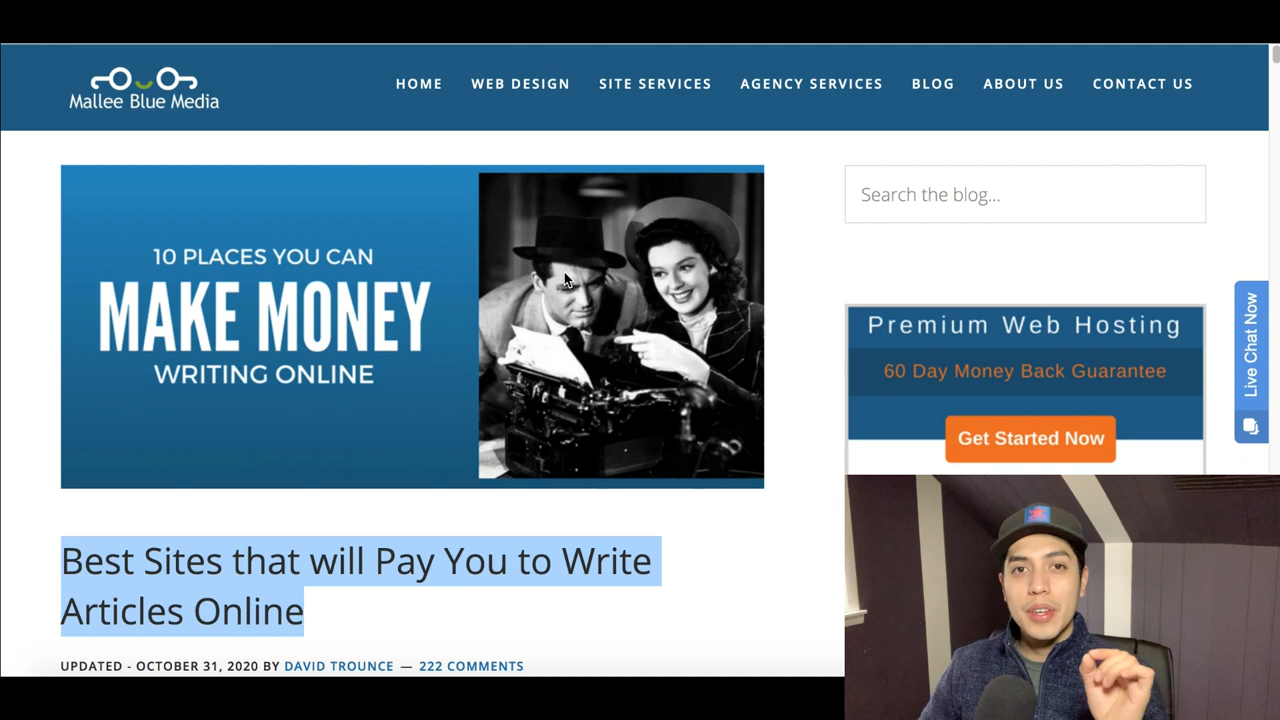 Mallee Blue Media
HOME WEB DESIGN SITE SERVICES AGENCY SERVICES BLOG ABOUT US CONTACT US
10 PLACES YOU CAN
MAKE MONEY
WRITING ONLINE
Search the blog...
Premium Web Hosting
60 Day Money Back Guarantee
Get Started Now
Live Chat Now
Best Sites that will Pay You to Write
Articles Online
UPDATED - OCTOBER 31, 2020 BY DAVID TROUNCE — 222 COMMENTS